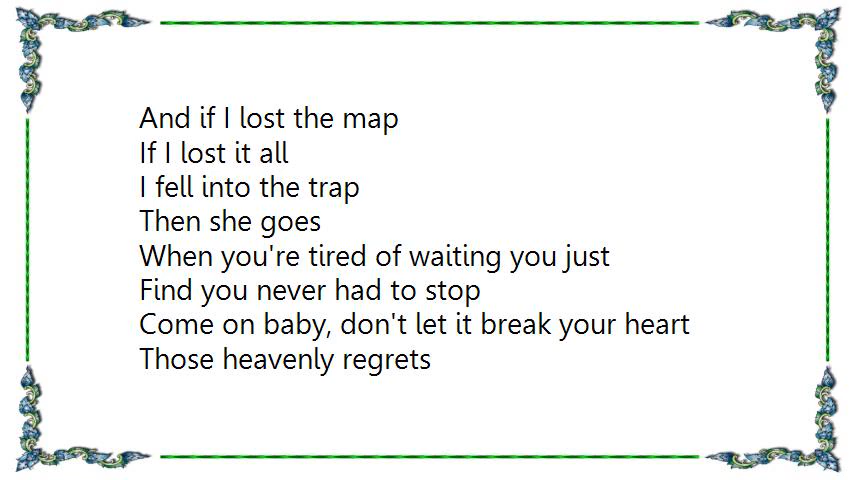 And if I lost the map
If I lost it all
I fell into the trap
Then she goes
When you're tired of waiting you just
Find you never had to stop
Come on baby, don't let it break your heart
Those heavenly regrets